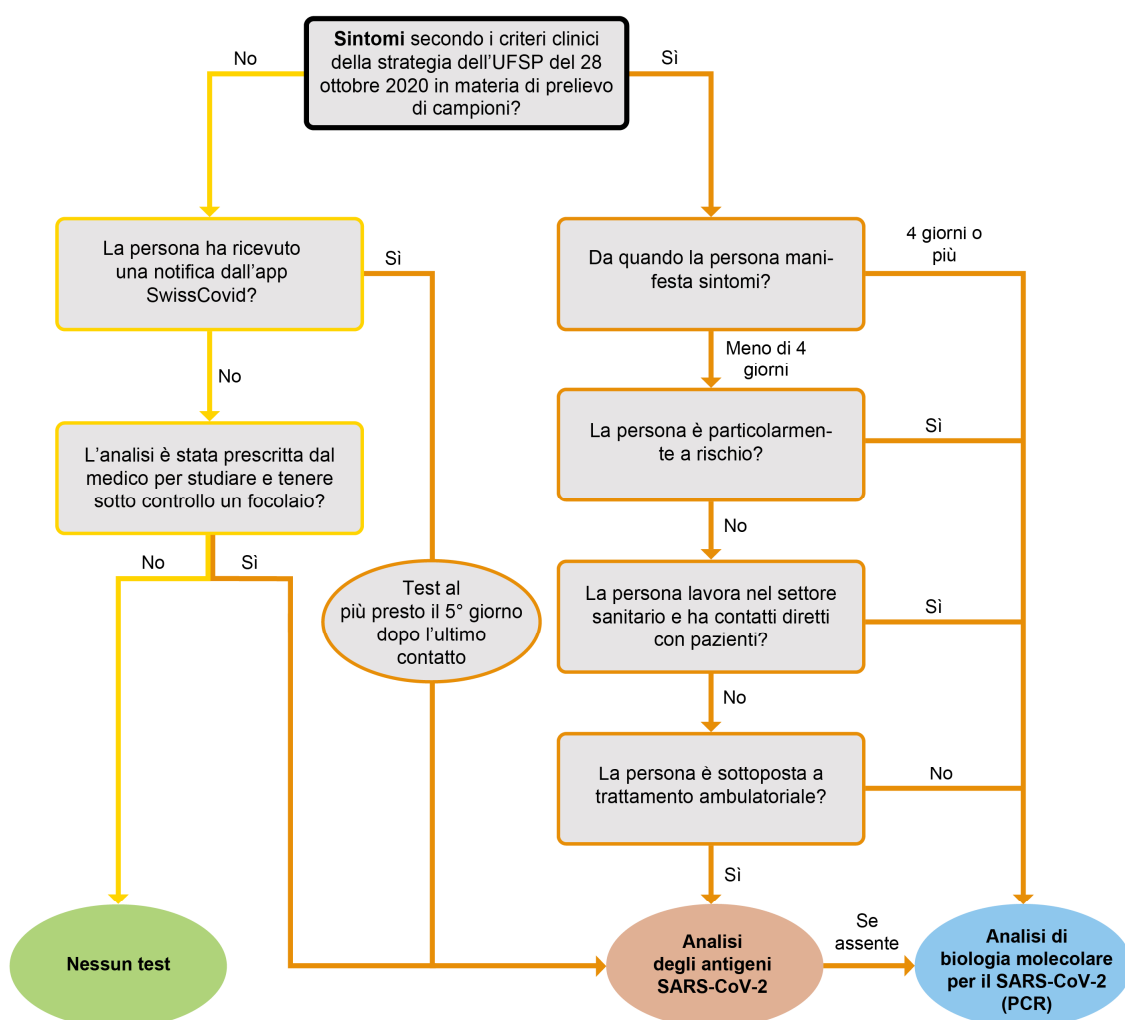 Sintomi secondo i criteri clinici
della strategia dell'UFSP del 28
ottobre 2020 in materia di prelievo
di campioni?
No
Sì
La persona ha ricevuto
una notifica dall'app
SwissCovid?
Sì
Da quando la persona mani-
festa sintomi?
4 giorni o
più
No
Meno di 4
giorni
L'analisi è stata prescritta dal
medico per studiare e tenere
sotto controllo un focolaio?
La persona è particolarmen-
te a rischio?
Sì
No
No
Sì
Test al
più presto il 5° giorno
dopo l'ultimo
contatto
La persona lavora nel settore
sanitario e ha contatti diretti
con pazienti?
Sì
No
La persona è sottoposta a
trattamento ambulatoriale?
No
Sì
Nessun test
Analisi
degli antigeni
SARS-CoV-2
Se
assente
Analisi di
biologia molecolare
per il SARS-CoV-2
(PCR)